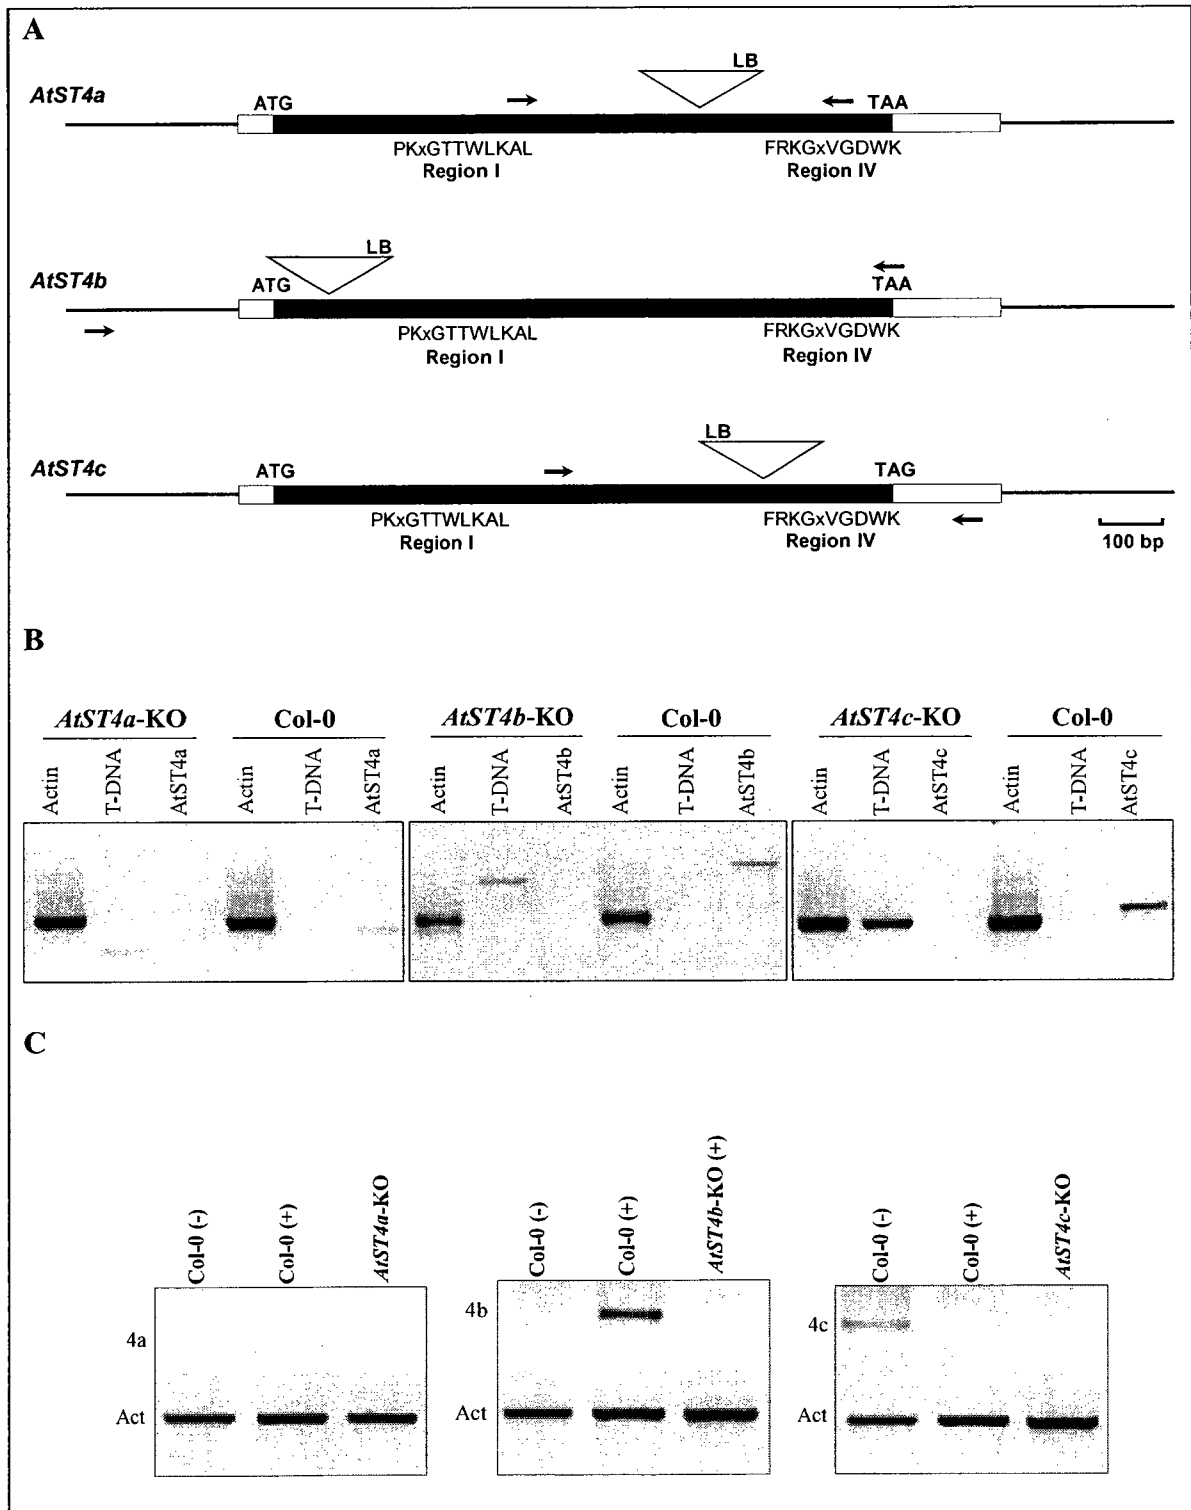 A
LB
AtST4a
ATG
TAA
PKxGTTWLKAL
FRKGxVGDWK
Region I
Region IV
LB
AtST4b
ATG
TAA
PKxGTTWLKAL
FRKGxVGDWK
Region I
Region IV
LB
AtST4c
ATG
TAG
PKxGTTWLKAL
FRKGxVGDWK
Region I
Region IV
100 bp
B
AtST4a-KO
Col-0
AtST4b-KO
Col-0
AtST4c-KO
Col-0
Actin
T-DNA
AtST4a
Actin
T-DNA
AtST4a
Actin
T-DNA
AtST4b
Actin
T-DNA
AtST4b
Actin
T-DNA
AtST4c
Actin
T-DNA
AtST4c
C
Col-0 (-)
Col-0 (+)
AtST4a-KO
4a
Act
Col-0 (-)
Col-0 (+)
AtST4b-KO (+)
4b
Act
Col-0 (-)
Col-0 (+)
AtST4c-KO
4c
Act